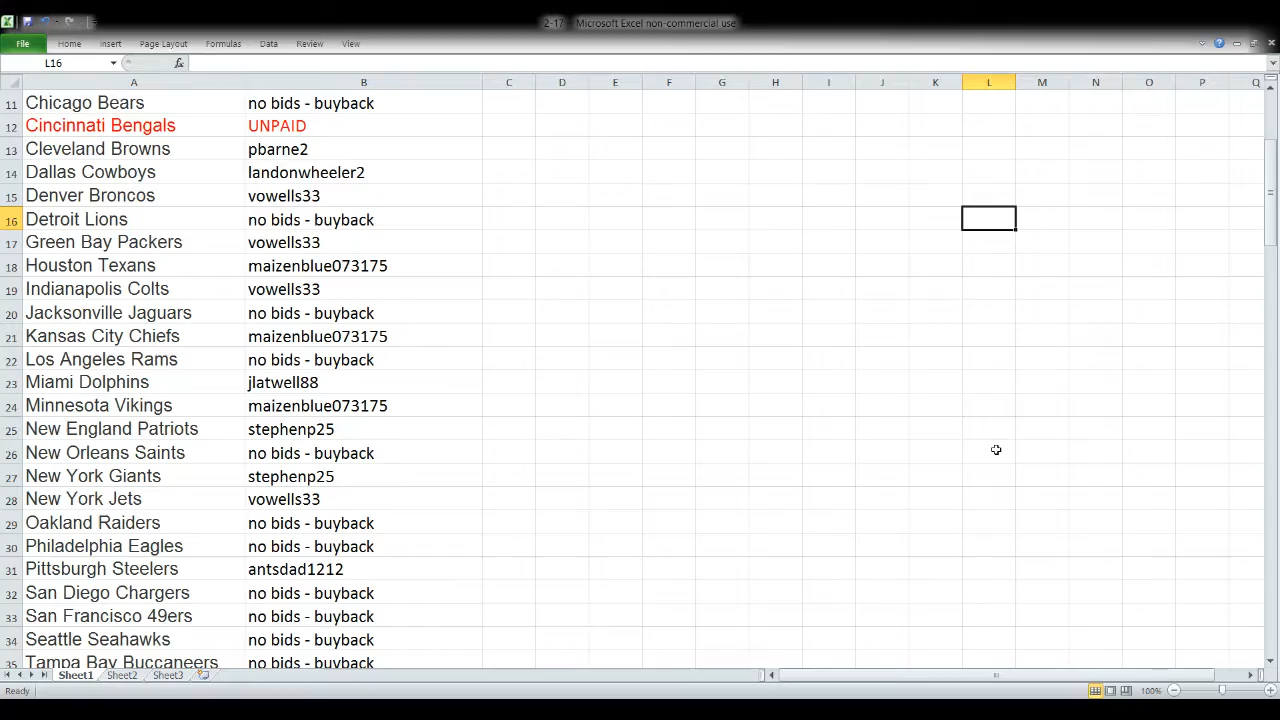 2-17 - Microsoft Excel non-commercial use
File Home Insert Page Layout Formulas Data Review View
L16 fx
A B C D E F G H I J K L M N O P Q
11 Chicago Bears no bids - buyback
12 Cincinnati Bengals UNPAID
13 Cleveland Browns pbarne2
14 Dallas Cowboys landonwheeler2
15 Denver Broncos vowells33
16 Detroit Lions no bids - buyback
17 Green Bay Packers vowells33
18 Houston Texans maizenblue073175
19 Indianapolis Colts vowells33
20 Jacksonville Jaguars no bids - buyback
21 Kansas City Chiefs maizenblue073175
22 Los Angeles Rams no bids - buyback
23 Miami Dolphins jlatwell88
24 Minnesota Vikings maizenblue073175
25 New England Patriots stephenp25
26 New Orleans Saints no bids - buyback
27 New York Giants stephenp25
28 New York Jets vowells33
29 Oakland Raiders no bids - buyback
30 Philadelphia Eagles no bids - buyback
31 Pittsburgh Steelers antsdad1212
32 San Diego Chargers no bids - buyback
33 San Francisco 49ers no bids - buyback
34 Seattle Seahawks no bids - buyback
35 Tampa Bay Buccaneers no bids - buyback
Sheet1 Sheet2 Sheet3
Ready 100%